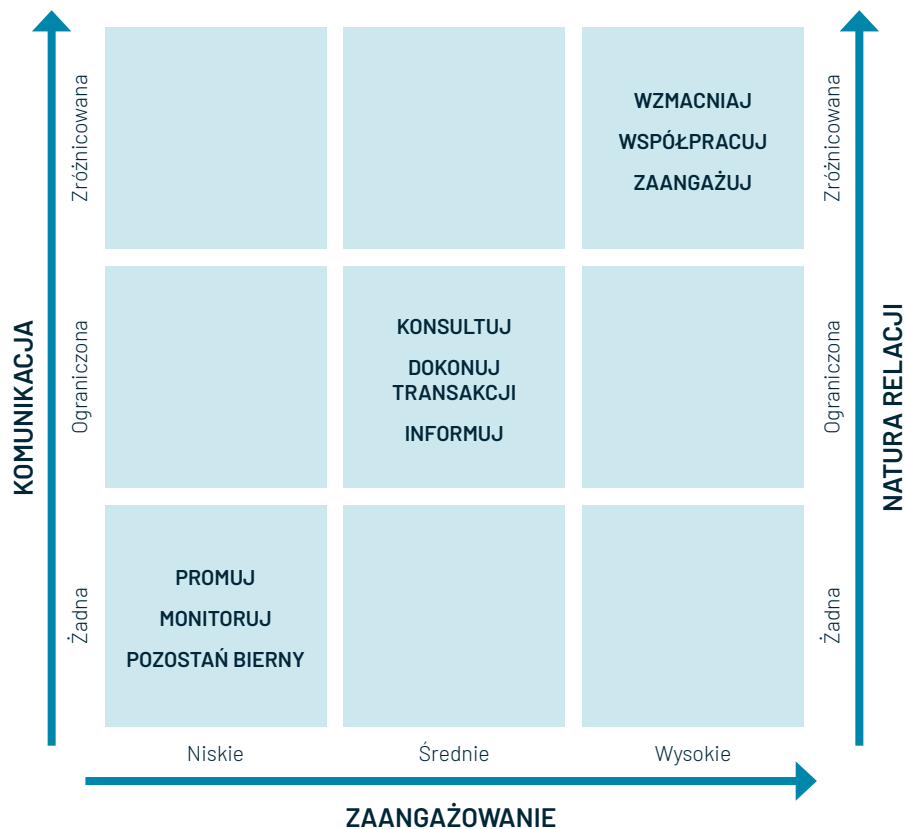 KOMUNIKACJA
Zróżnicowana
Ograniczona
Żadna
WZMACNIAJ
WSPÓŁPRACUJ
ZAANGAŻUJ
KONSULTUJ
DOKONUJ
TRANSAKCJI
INFORMUJ
PROMUJ
MONITORUJ
POZOSTAŃ BIERNY
Zróżnicowana
Ograniczona
Żadna
NATURA RELACJI
Niskie
Średnie
Wysokie
ZAANGAŻOWANIE